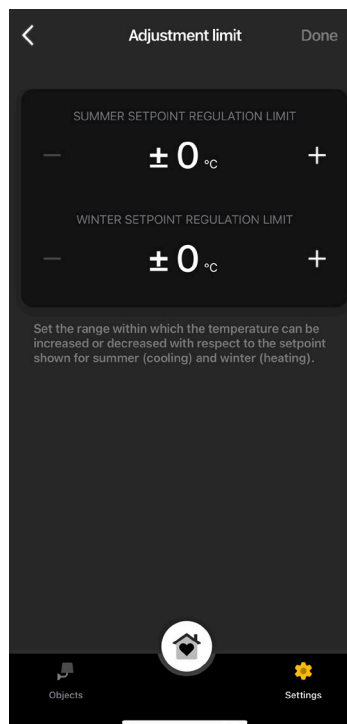 Adjustment limit Done
SUMMER SETPOINT REGULATION LIMIT
− ± 0 °C +
WINTER SETPOINT REGULATION LIMIT
− ± 0 °C +
Set the range within which the temperature can be
increased or decreased with respect to the setpoint
shown for summer (cooling) and winter (heating).
Objects Settings